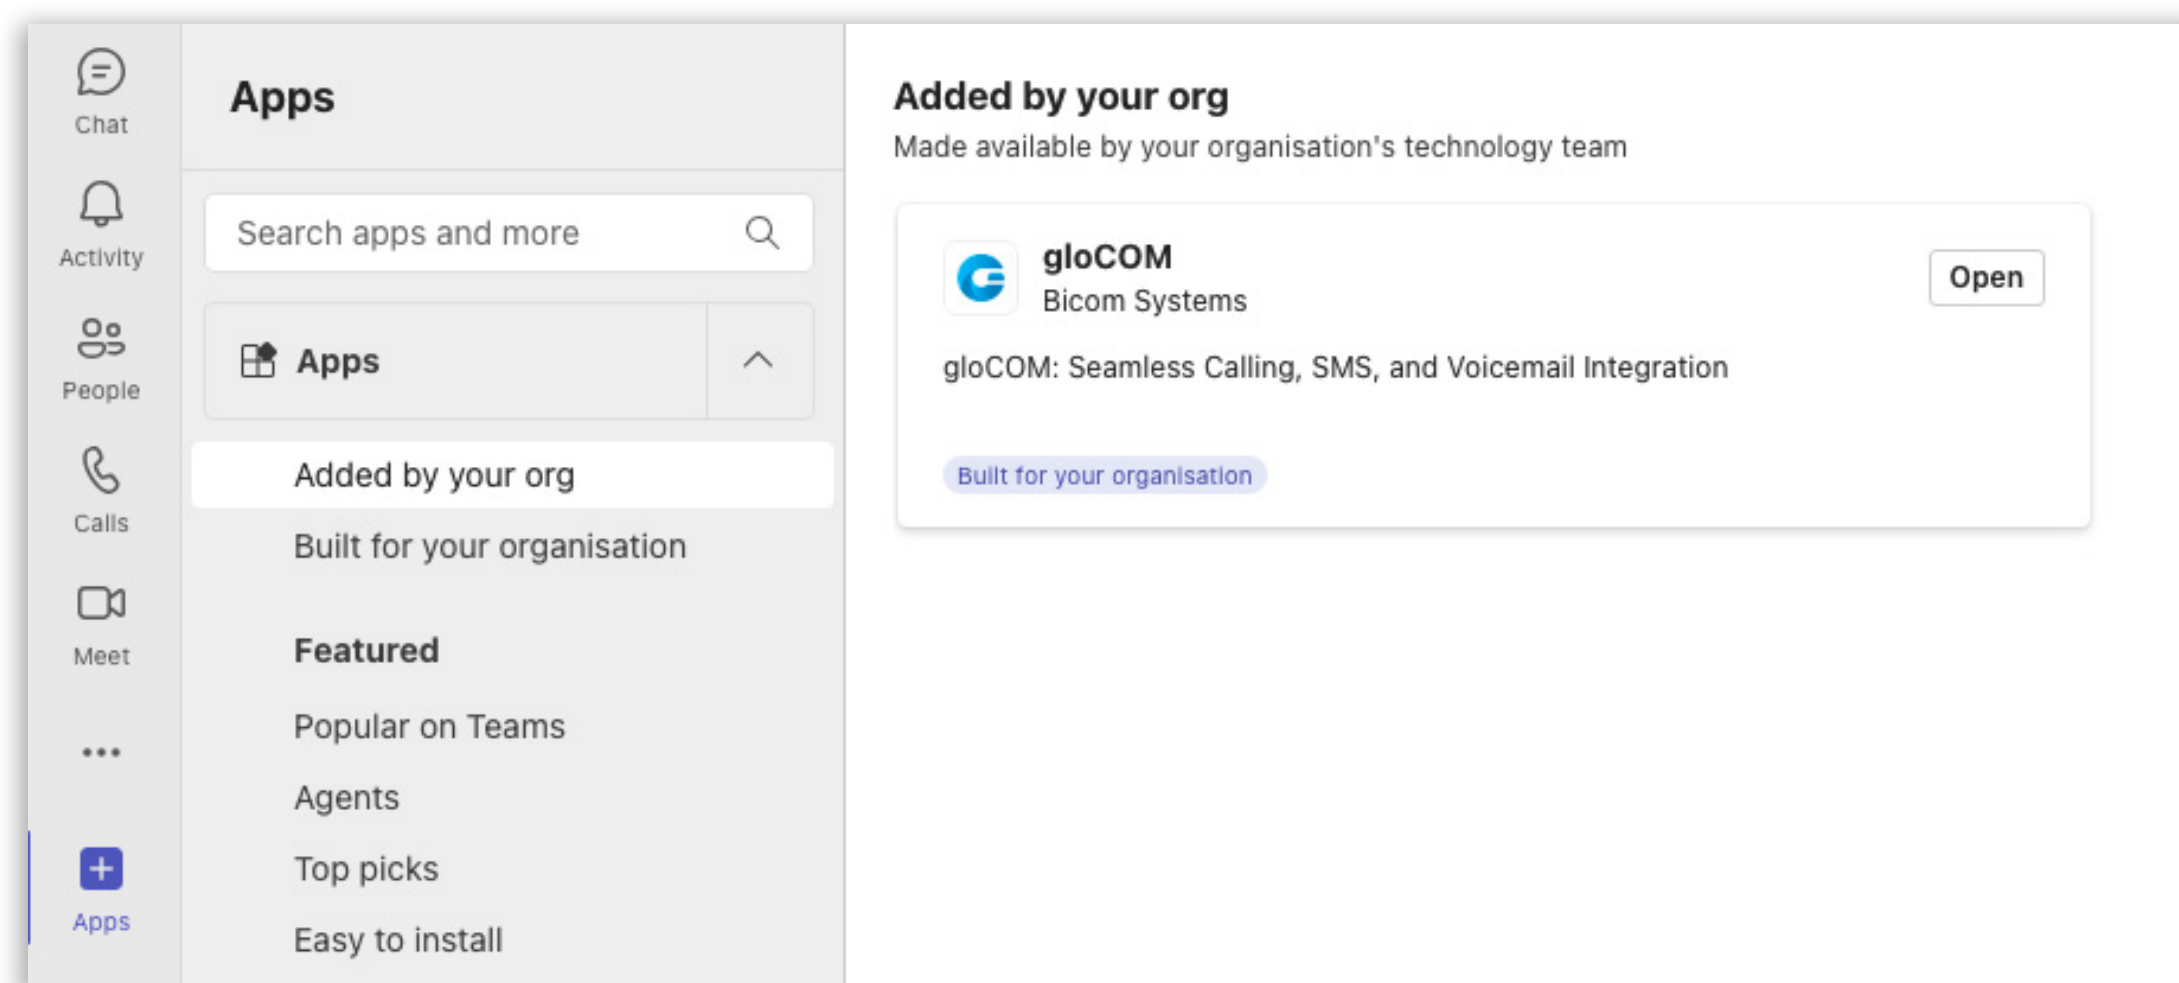 Chat
Activity
People
Calls
Meet
Apps
Apps
Search apps and more
Apps
Added by your org
Built for your organisation
Featured
Popular on Teams
Agents
Top picks
Easy to install
Added by your org
Made available by your organisation's technology team
gloCOM
Bicom Systems
Open
gloCOM: Seamless Calling, SMS, and Voicemail Integration
Built for your organisation